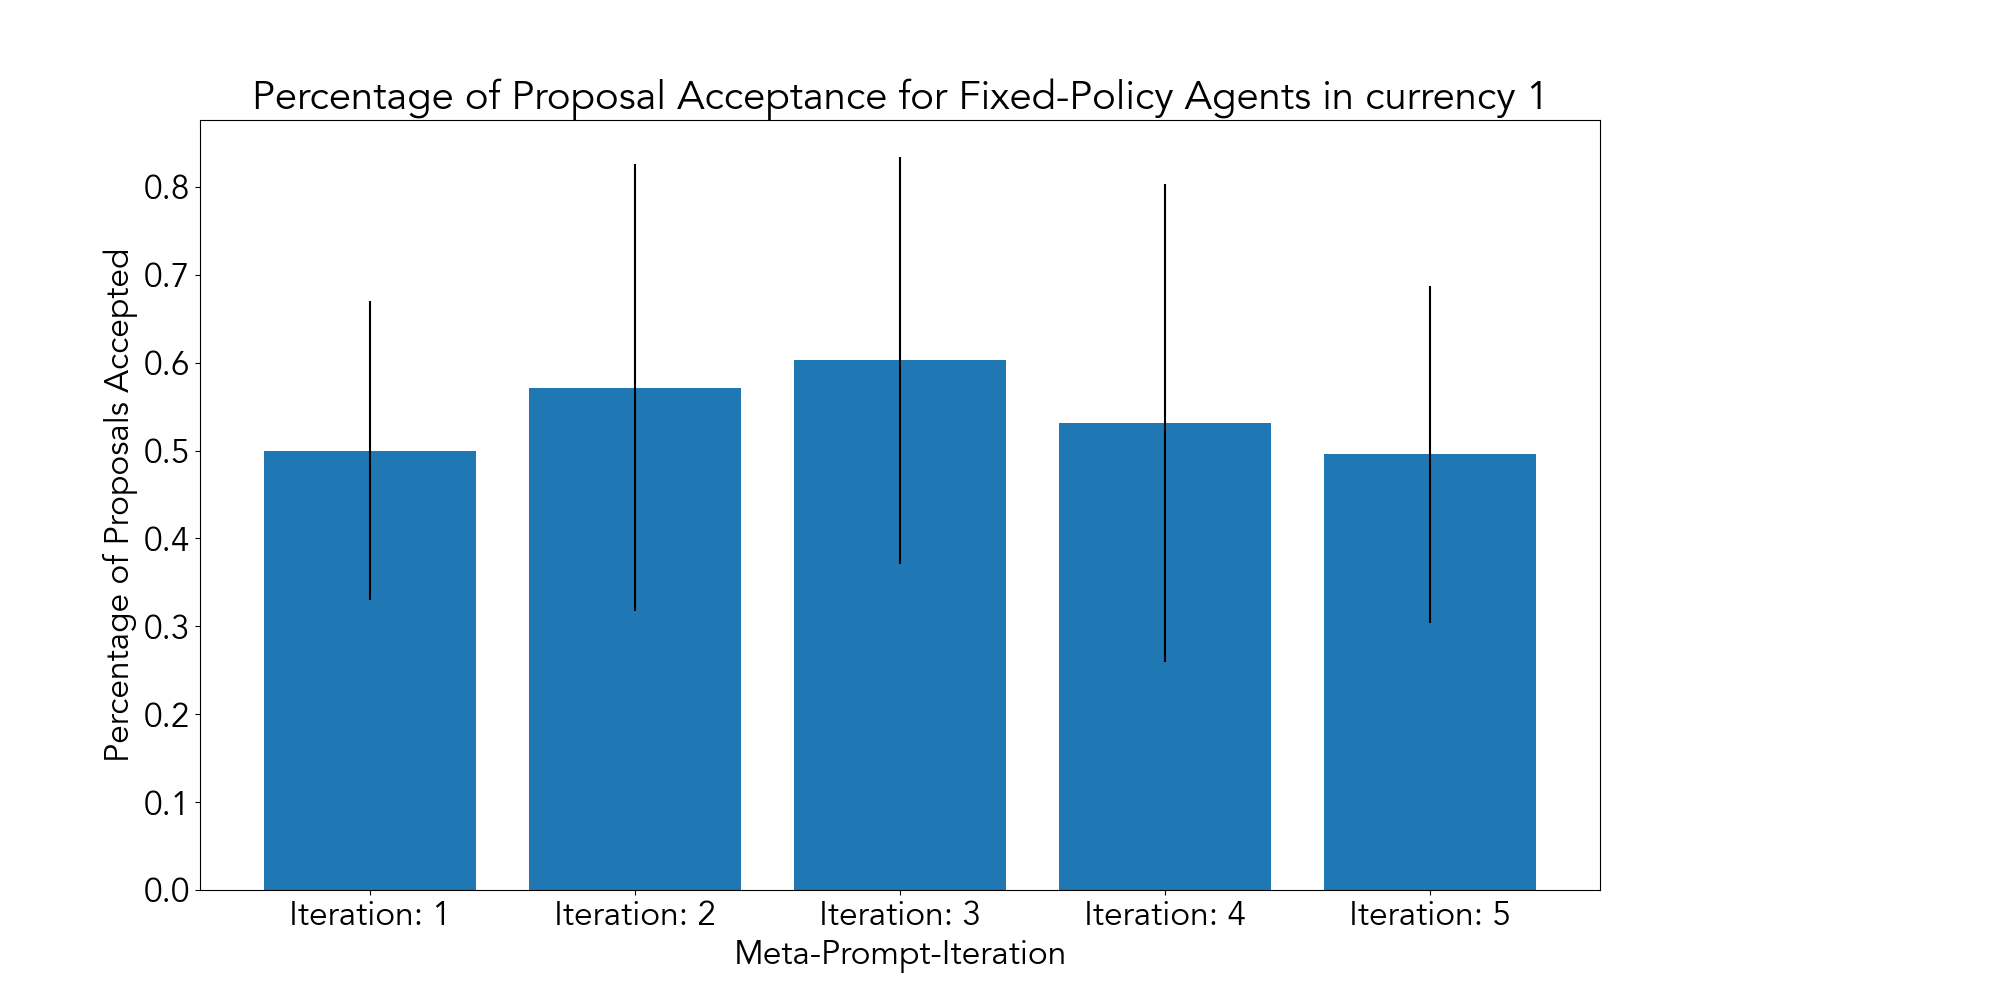 Percentage of Proposal Acceptance for Fixed-Policy Agents in currency 1
Percentage of Proposals Accepted
0.8
0.7
0.6
0.5
0.4
0.3
0.2
0.1
0.0
Iteration: 1 Iteration: 2 Iteration: 3 Iteration: 4 Iteration: 5
Meta-Prompt-Iteration